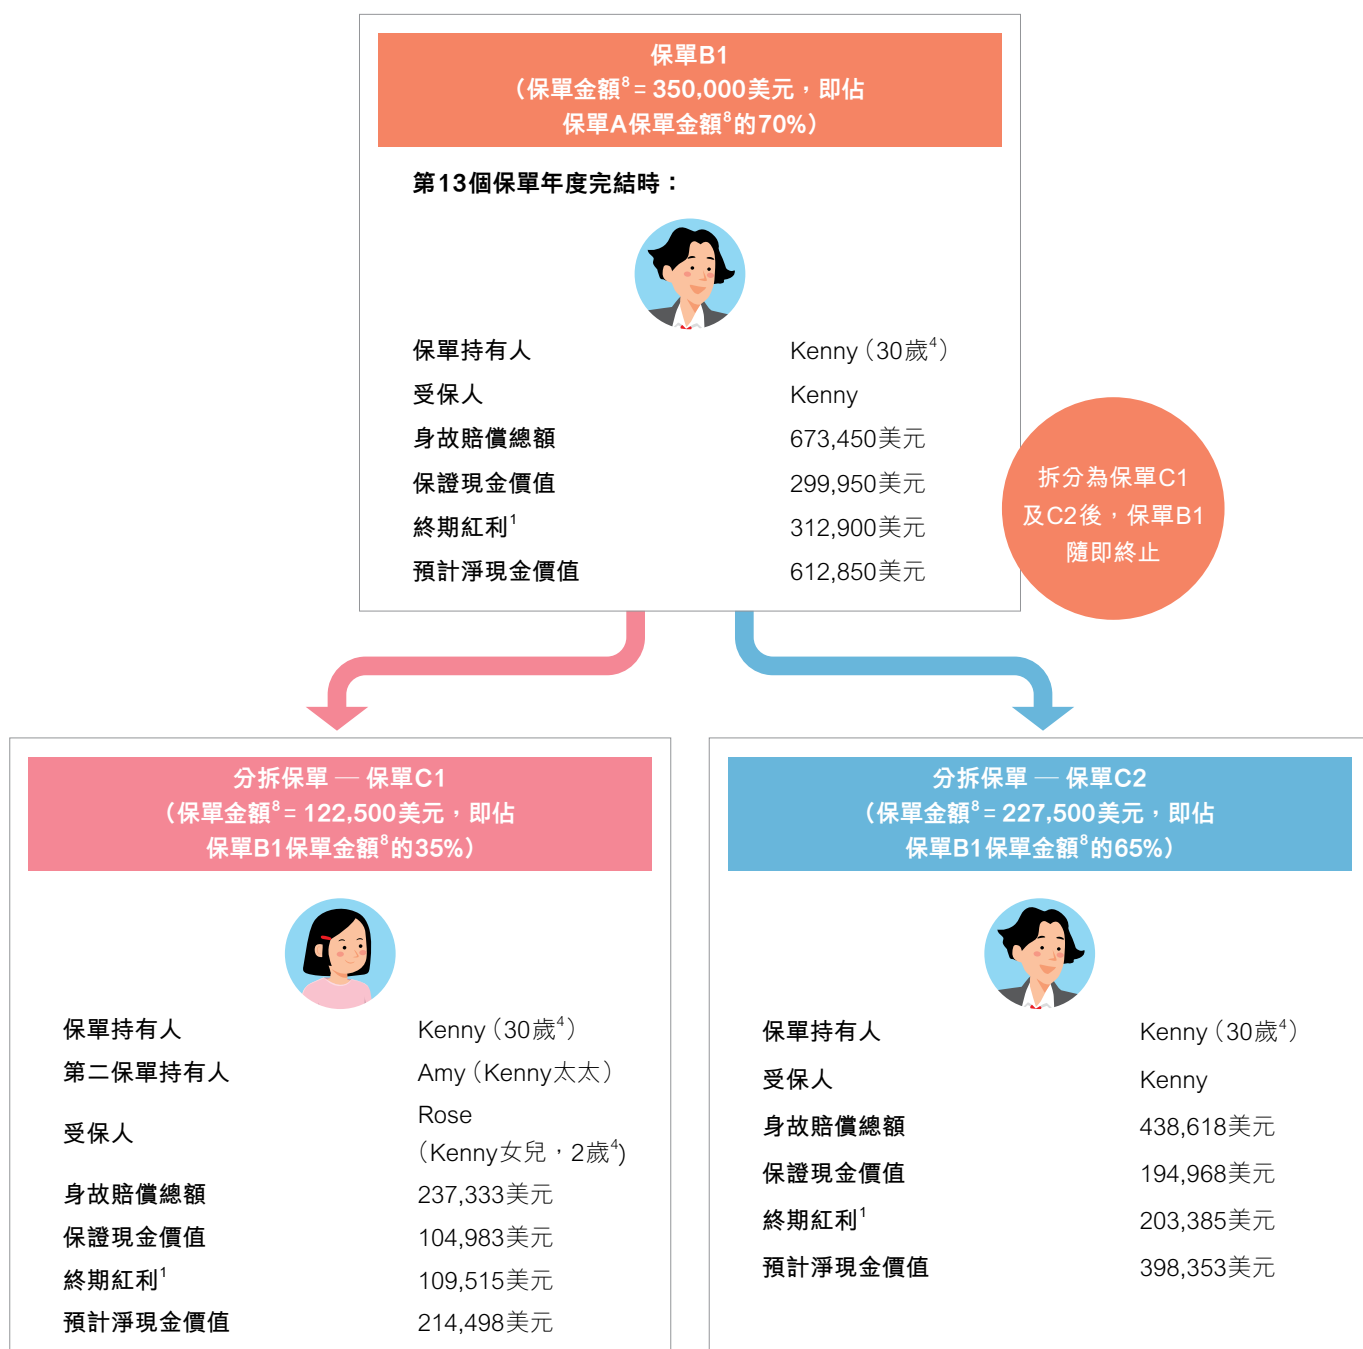 保單B1
（保單金額8 = 350,000美元，即佔
保單A保單金額8的70%）
第13個保單年度完結時：
保單持有人 Kenny（30歲4）
受保人 Kenny
身故賠償總額 673,450美元
保證現金價值 299,950美元
終期紅利1 312,900美元
預計淨現金價值 612,850美元
拆分為保單C1
及C2後，保單B1
隨即終止
分拆保單 — 保單C1
（保單金額8 = 122,500美元，即佔
保單B1保單金額8的35%）
保單持有人 Kenny（30歲4）
第二保單持有人 Amy（Kenny太太）
受保人 Rose
（Kenny女兒，2歲4)
身故賠償總額 237,333美元
保證現金價值 104,983美元
終期紅利1 109,515美元
預計淨現金價值 214,498美元
分拆保單 — 保單C2
（保單金額8 = 227,500美元，即佔
保單B1保單金額8的65%）
保單持有人 Kenny（30歲4）
受保人 Kenny
身故賠償總額 438,618美元
保證現金價值 194,968美元
終期紅利1 203,385美元
預計淨現金價值 398,353美元